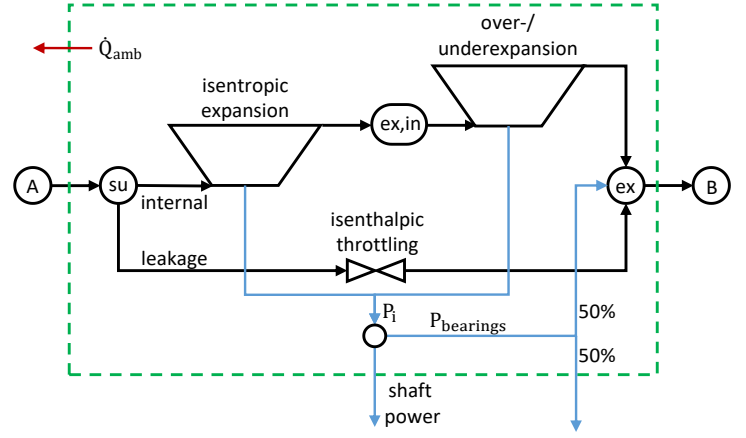 over-/
underexpansion
Q̇amb
isentropic
expansion
ex,in
A
su
internal
ex
B
isenthalpic
throttling
leakage
Pi
Pbearings
50%
50%
shaft
power